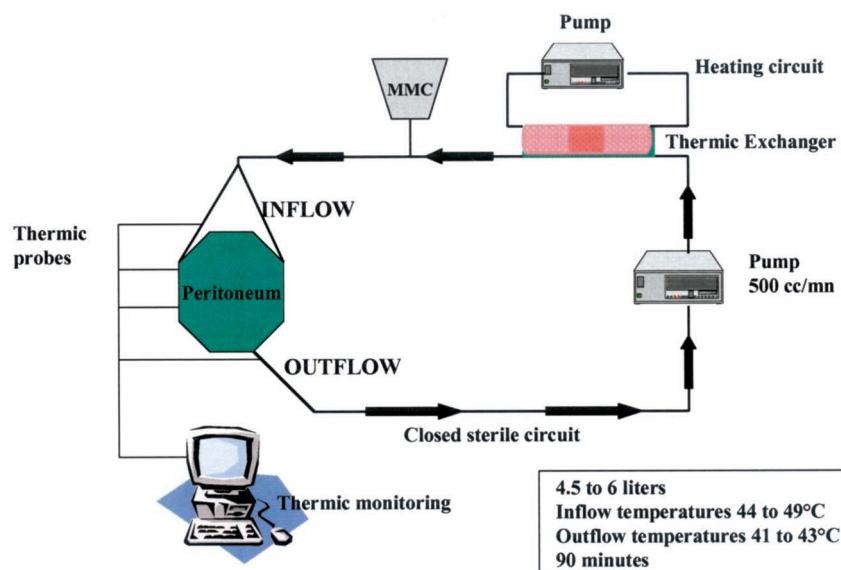 Pump
Heating circuit
MMC
Thermic Exchanger
INFLOW
Thermic
probes
Peritoneum
Pump
500 cc/mn
OUTFLOW
Closed sterile circuit
Thermic monitoring
4.5 to 6 liters
Inflow temperatures 44 to 49°C
Outflow temperatures 41 to 43°C
90 minutes